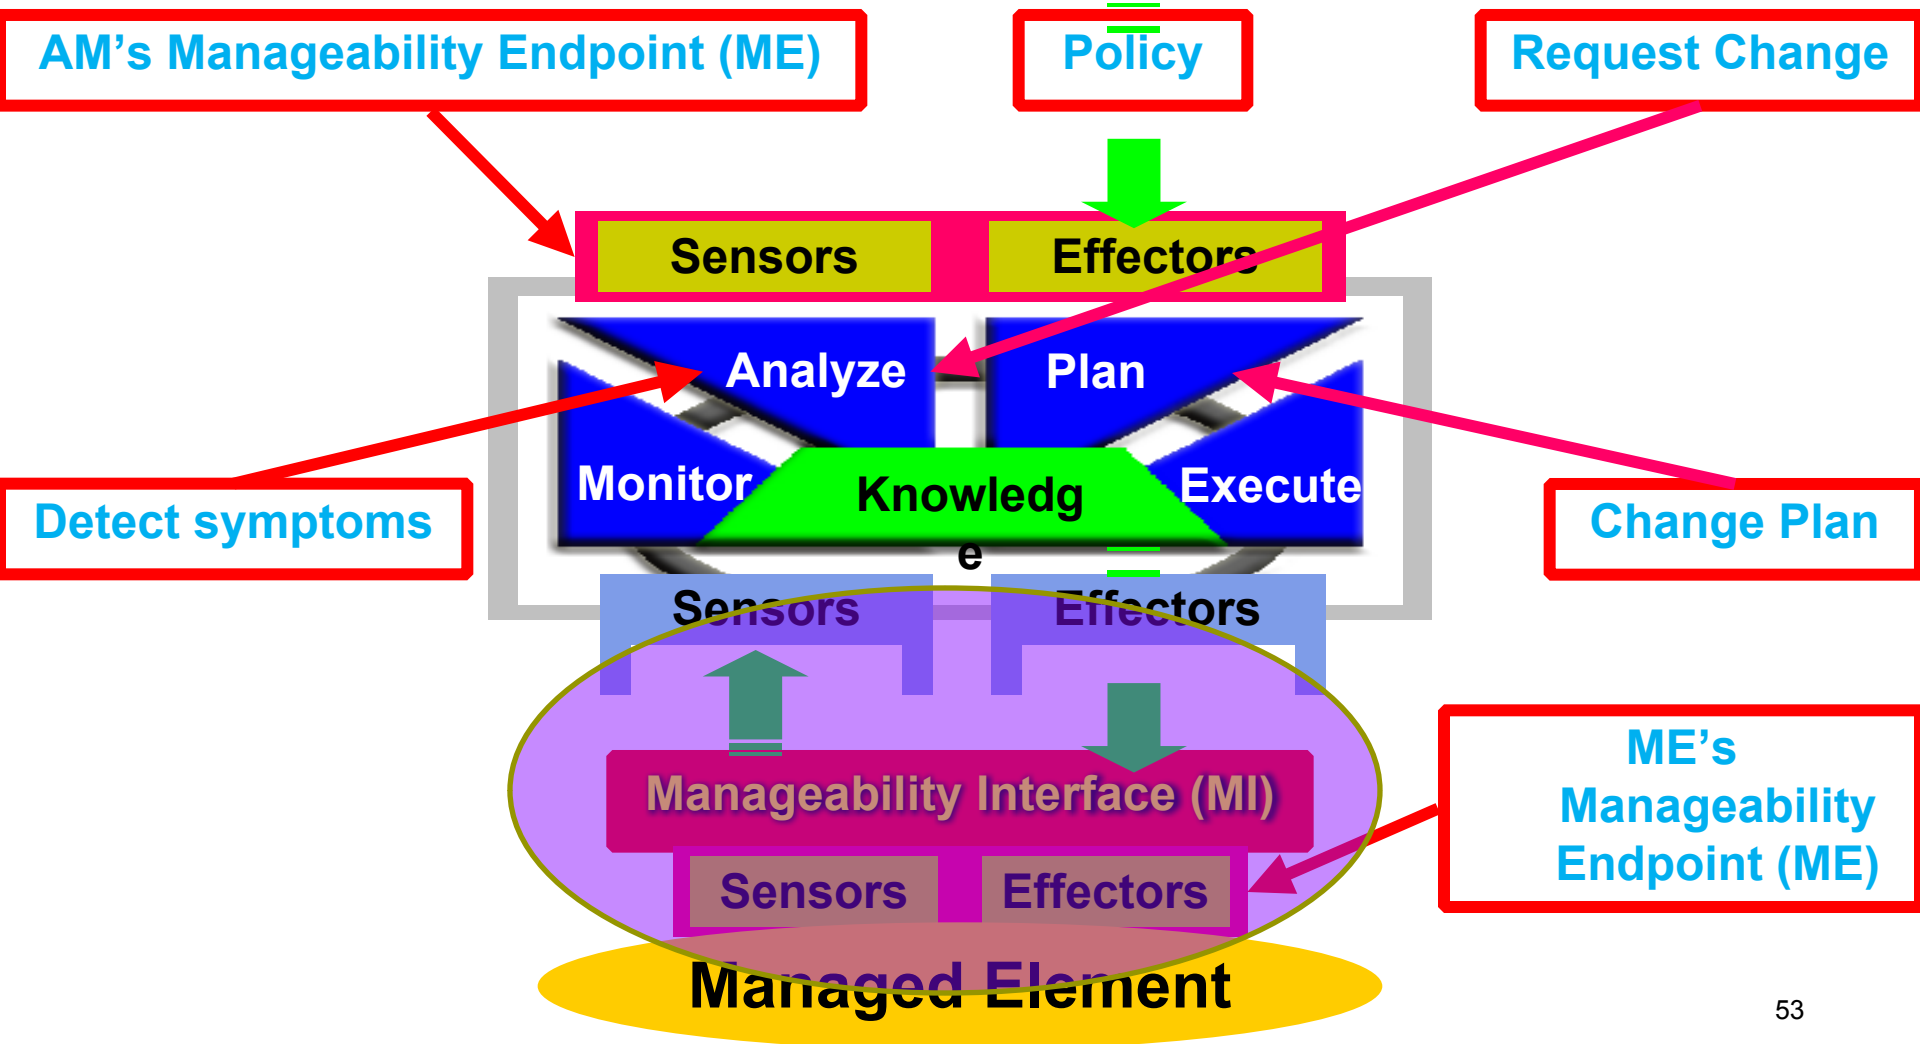 AM’s Manageability Endpoint (ME)
Policy
Request Change
Sensors
Effectors
Analyze
Plan
Monitor
Knowledg
e
Execute
Detect symptoms
Change Plan
Sensors
Effectors
ME’s
Manageability
Endpoint (ME)
Manageability Interface (MI)
Sensors
Effectors
Managed Element
53